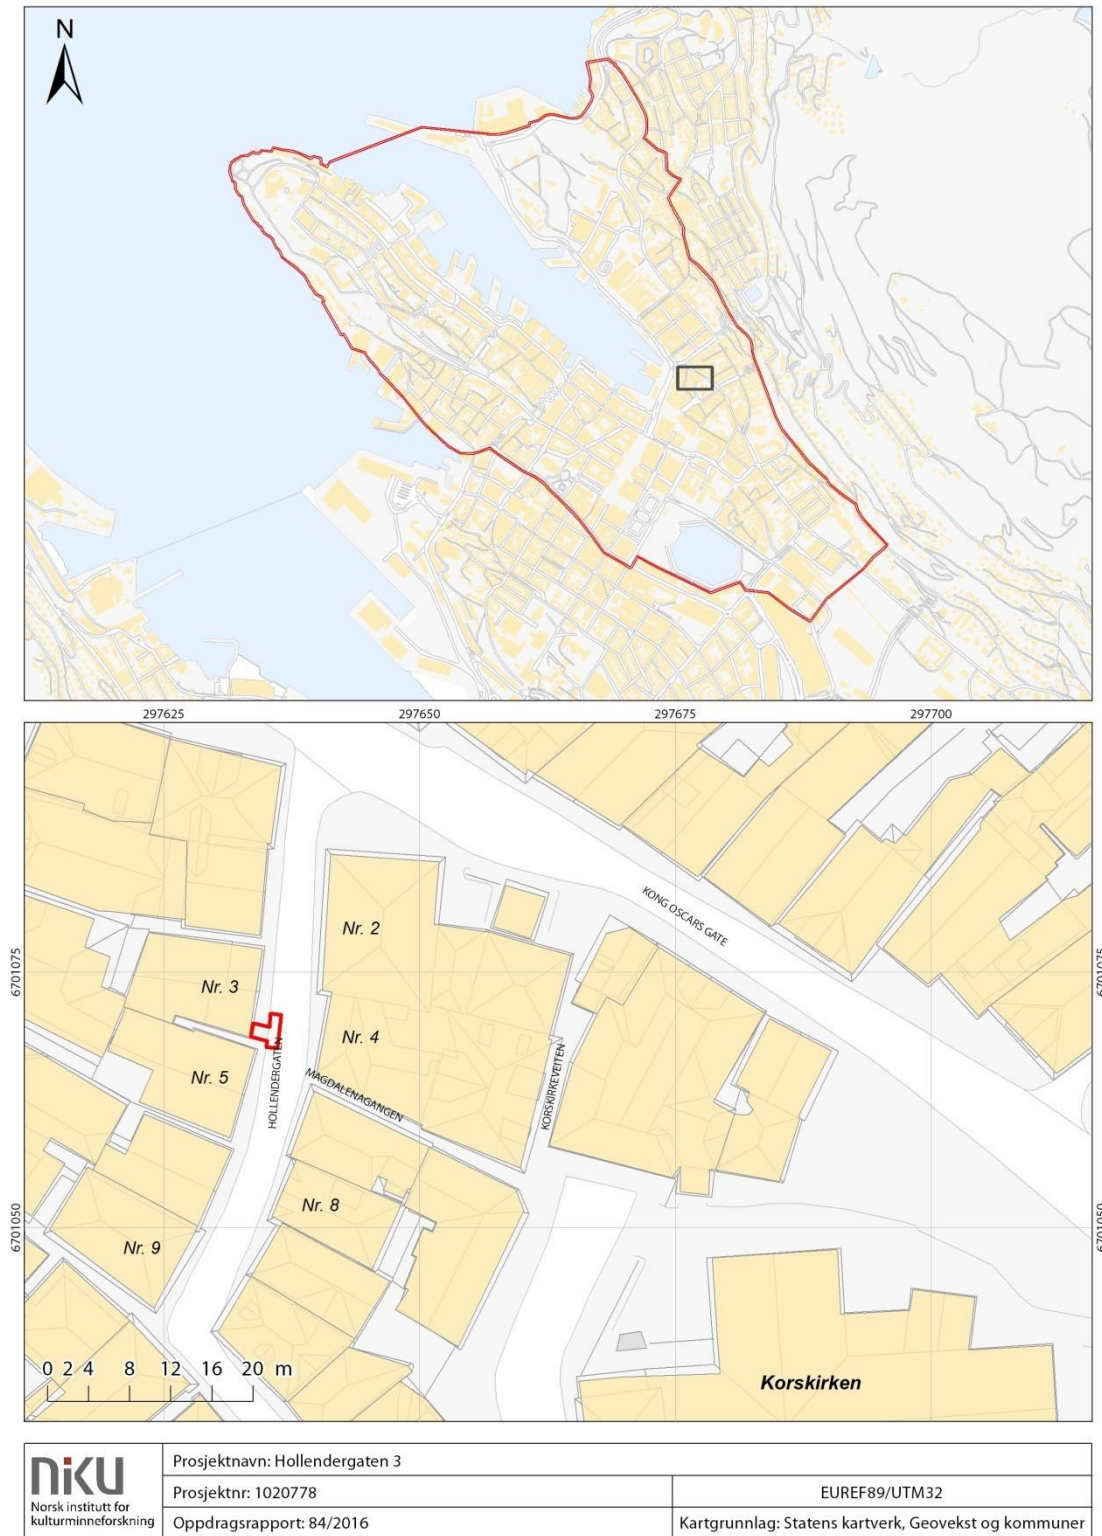 N
297625 297650 297675 297700
KONG OSCARS GATE
Nr. 2
6701075 6701075
Nr. 3
Nr. 4
HOLLENDERGATEN
KORSKIRKEVEITEN
Nr. 5
MAGDALENAGANGEN
Nr. 8
6701050 6701050
Nr. 9
0 2 4 8 12 16 20 m
Korskirken
niKU
Norsk institutt for
kulturminneforskning
Prosjektnavn: Hollendergaten 3
Prosjektnr: 1020778
EUREF89/UTM32
Oppdragsrapport: 84/2016
Kartgrunnlag: Statens kartverk, Geovekst og kommuner